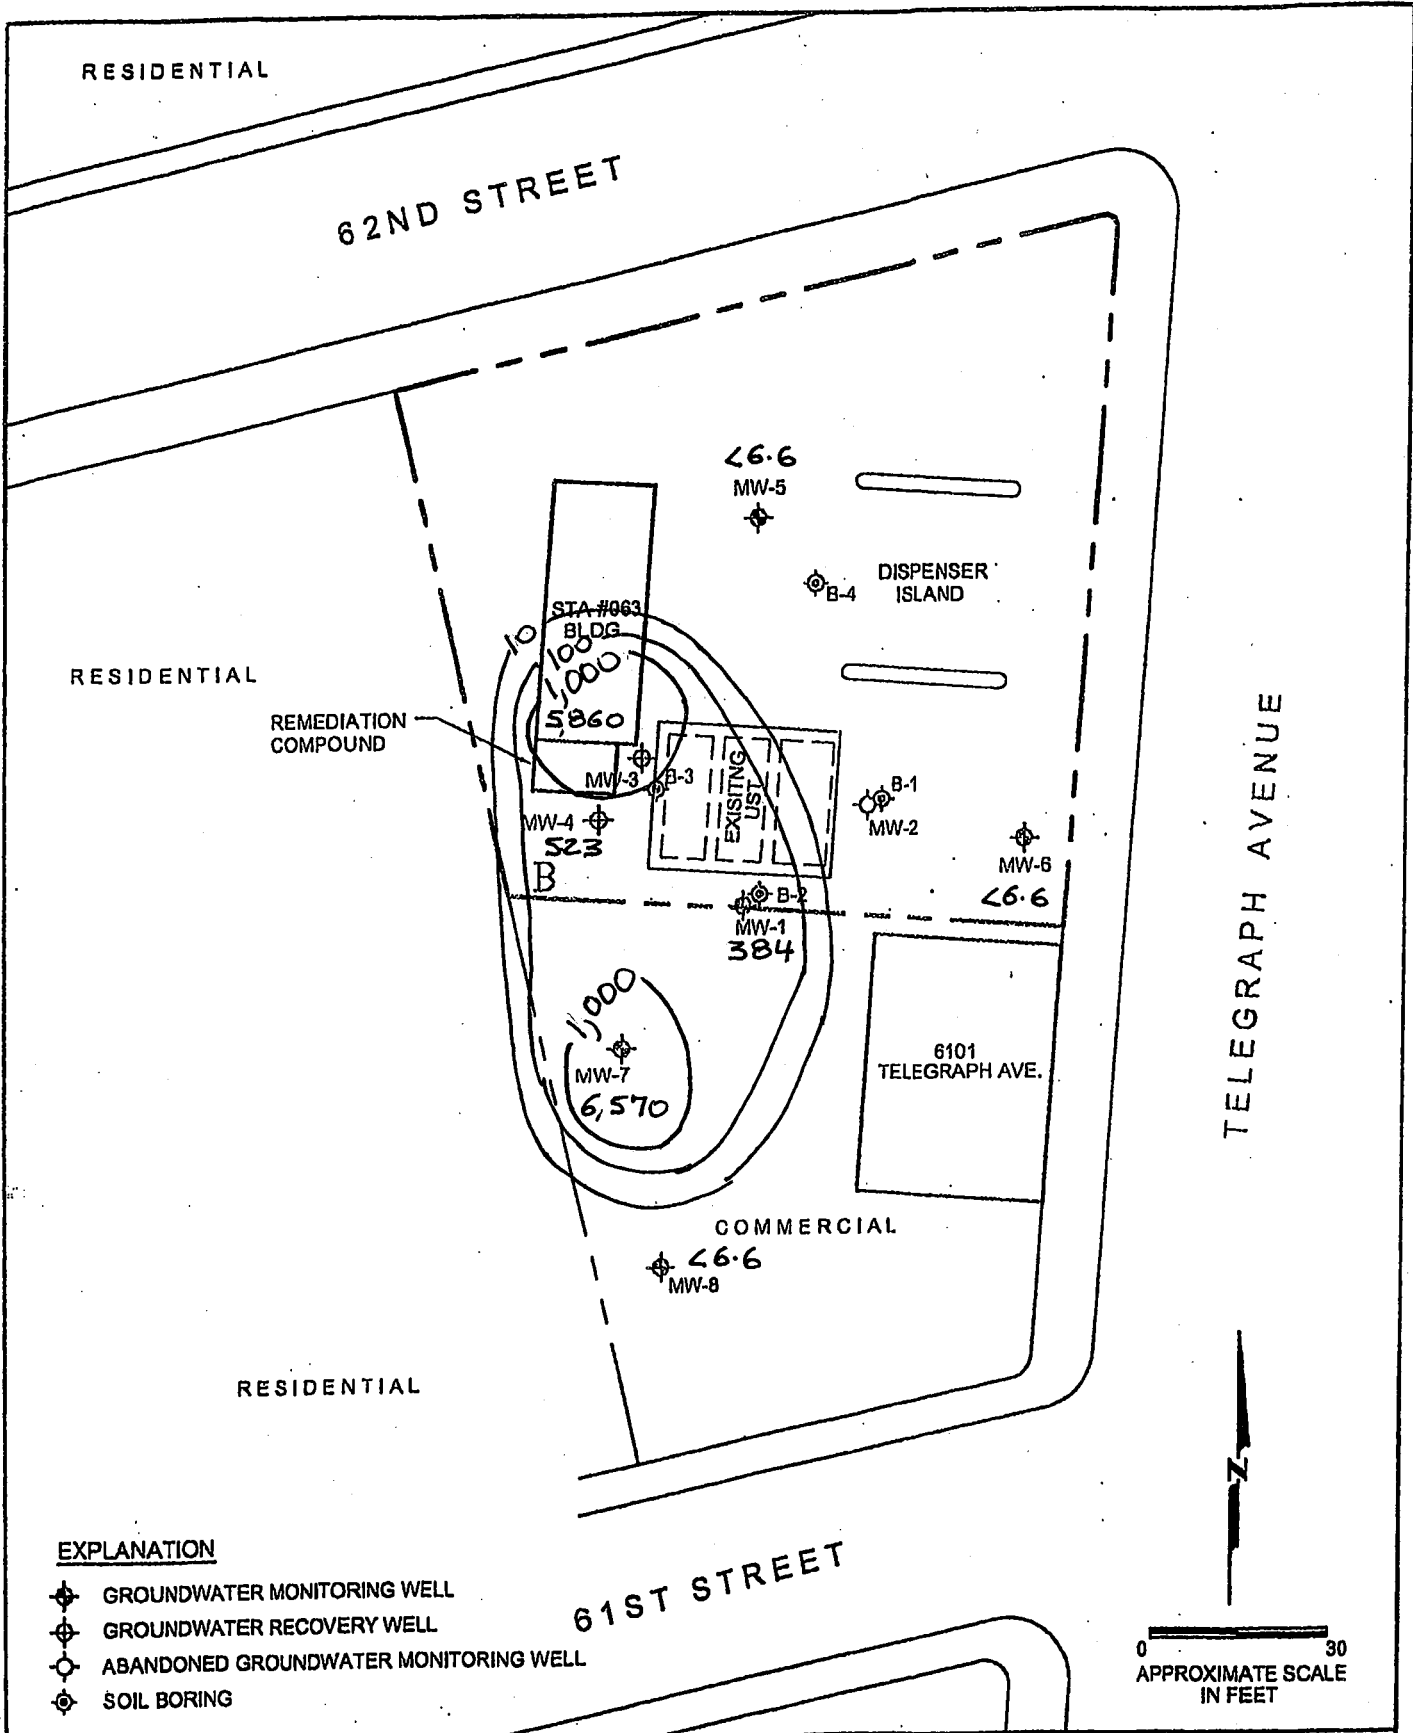 RESIDENTIAL
62ND STREET
<6.6
MW-5
DISPENSER
ISLAND
B-4
STA #063
BLDG
10
100
1,000
5,860
RESIDENTIAL
REMEDIATION
COMPOUND
MW-3
B-3
EXISITNG
UST
B-1
MW-2
MW-4
523
MW-6
<6.6
B
B-2
MW-1
384
TELEGRAPH AVENUE
1,000
MW-7
6,570
6101
TELEGRAPH AVE.
COMMERCIAL
<6.6
MW-8
RESIDENTIAL
N
61ST STREET
EXPLANATION
GROUNDWATER MONITORING WELL
GROUNDWATER RECOVERY WELL
ABANDONED GROUNDWATER MONITORING WELL
SOIL BORING
0 30
APPROXIMATE SCALE
IN FEET